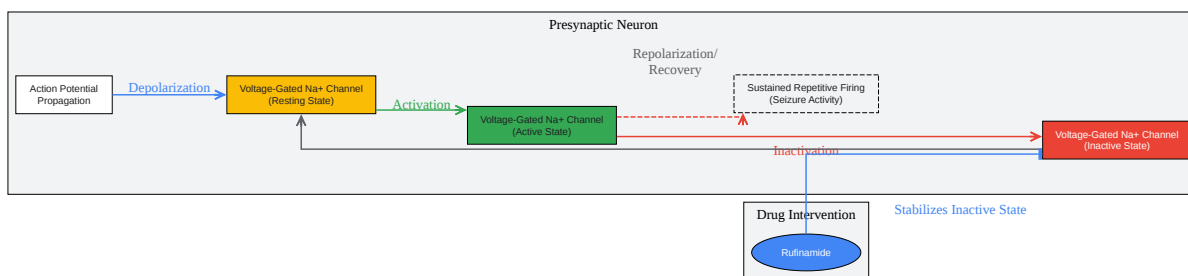 Presynaptic Neuron
Repolarization/
Recovery
Action Potential
Propagation
Depolarization
Voltage-Gated Na+ Channel
(Resting State)
Activation
Voltage-Gated Na+ Channel
(Active State)
Sustained Repetitive Firing
(Seizure Activity)
Inactivation
Voltage-Gated Na+ Channel
(Inactive State)
Stabilizes Inactive State
Drug Intervention
Rufinamide